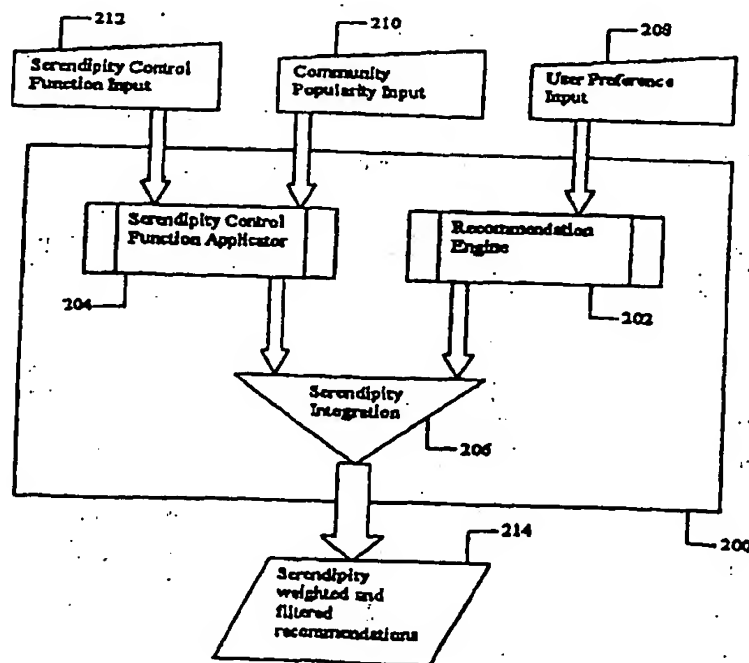 212
210
208
Serendipity Control
Function Input
Community
Popularity Input
User Preference
Input
Serendipity Control
Function Applicator
Recommendation
Engine
204
202
Serendipity
Integration
206
200
214
Serendipity
weighted and
filtered
recommendations